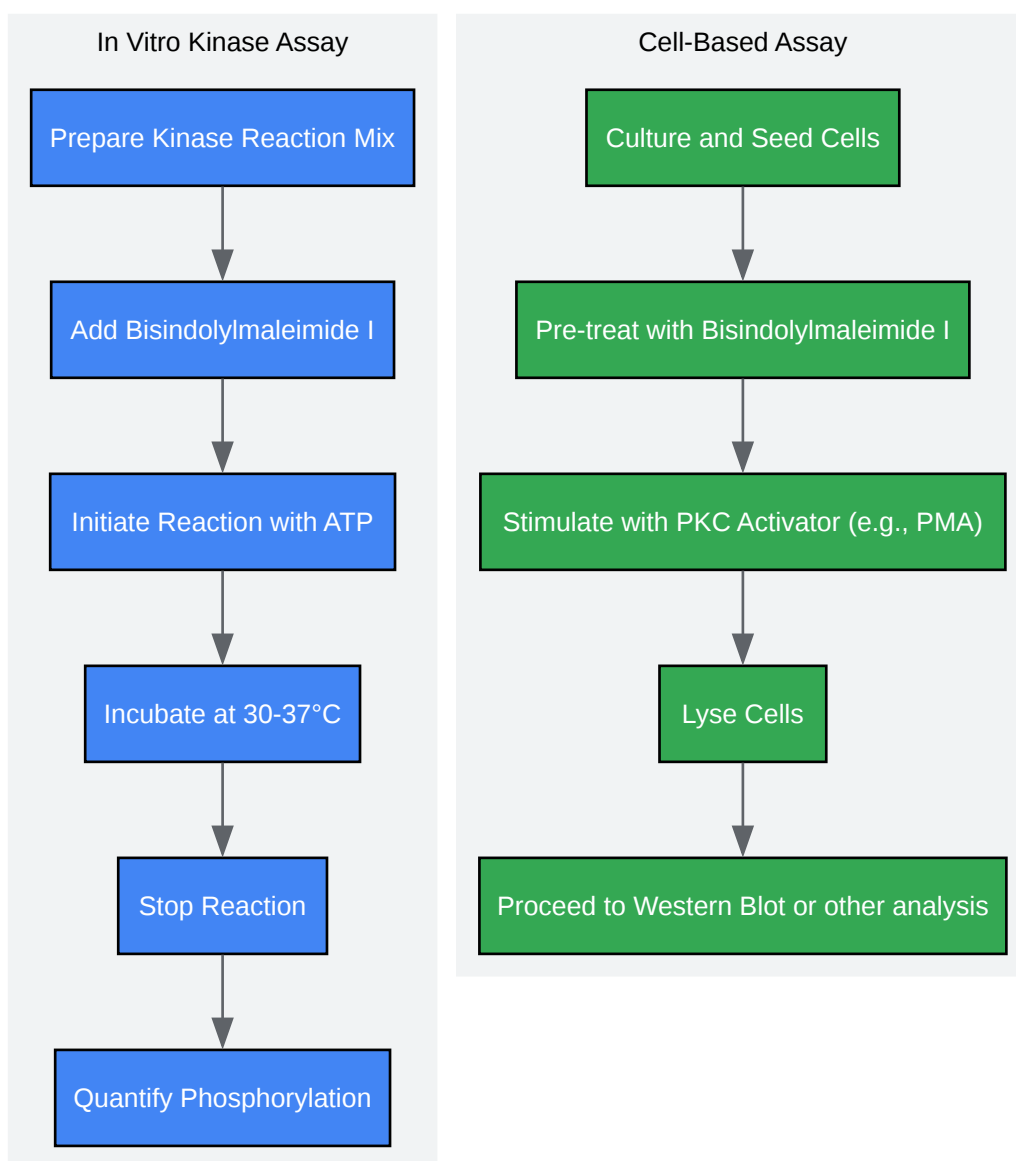 In Vitro Kinase Assay
Prepare Kinase Reaction Mix
Add Bisindolylmaleimide I
Initiate Reaction with ATP
Incubate at 30-37°C
Stop Reaction
Quantify Phosphorylation
Cell-Based Assay
Culture and Seed Cells
Pre-treat with Bisindolylmaleimide I
Stimulate with PKC Activator (e.g., PMA)
Lyse Cells
Proceed to Western Blot or other analysis